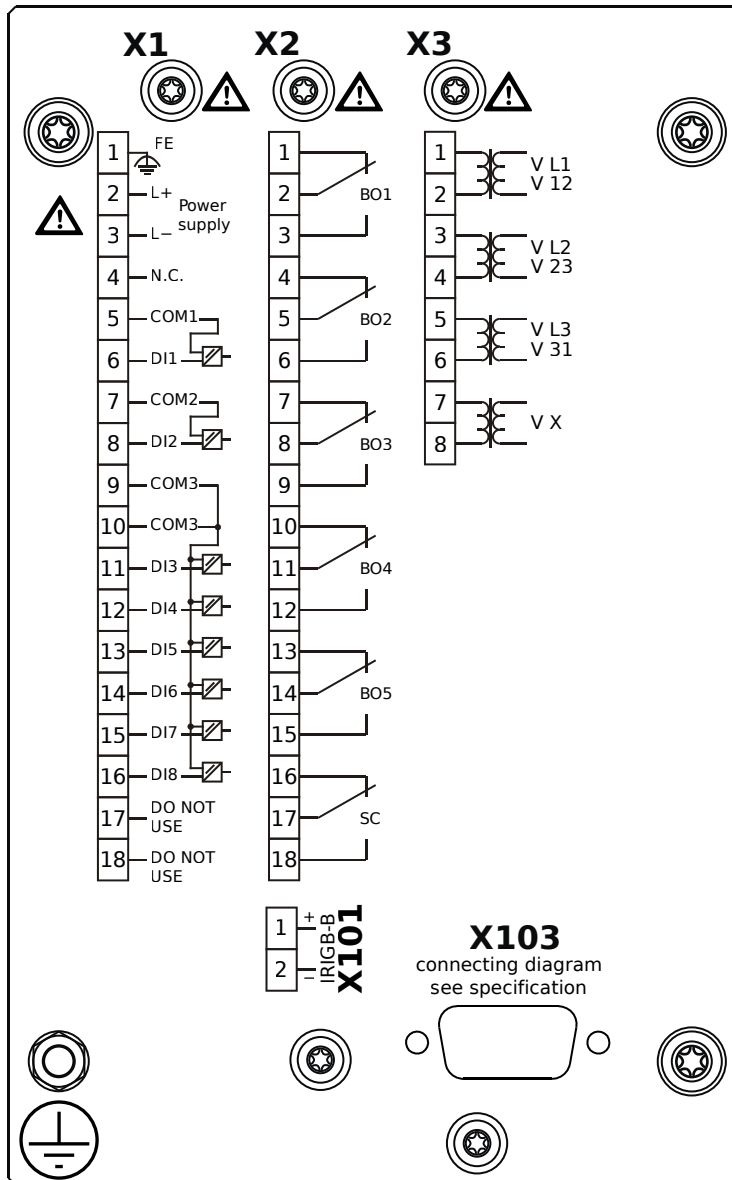 X1 X2 X3
1 FE
2 L+ Power
supply
3 L−
4 N.C.
5 COM1
6 DI1
7 COM2
8 DI2
9 COM3
10 COM3
11 DI3
12 DI4
13 DI5
14 DI6
15 DI7
16 DI8
17 DO NOT
USE
18 DO NOT
USE
1
2 BO1
3
4
5 BO2
6
7
8 BO3
9
10
11 BO4
12
13
14 BO5
15
16
17 SC
18
1 V L1
2 V 12
3 V L2
4 V 23
5 V L3
6 V 31
7 V X
8
1 +
2 −
IRIGB-B
X101
X103
connecting diagram
see specification